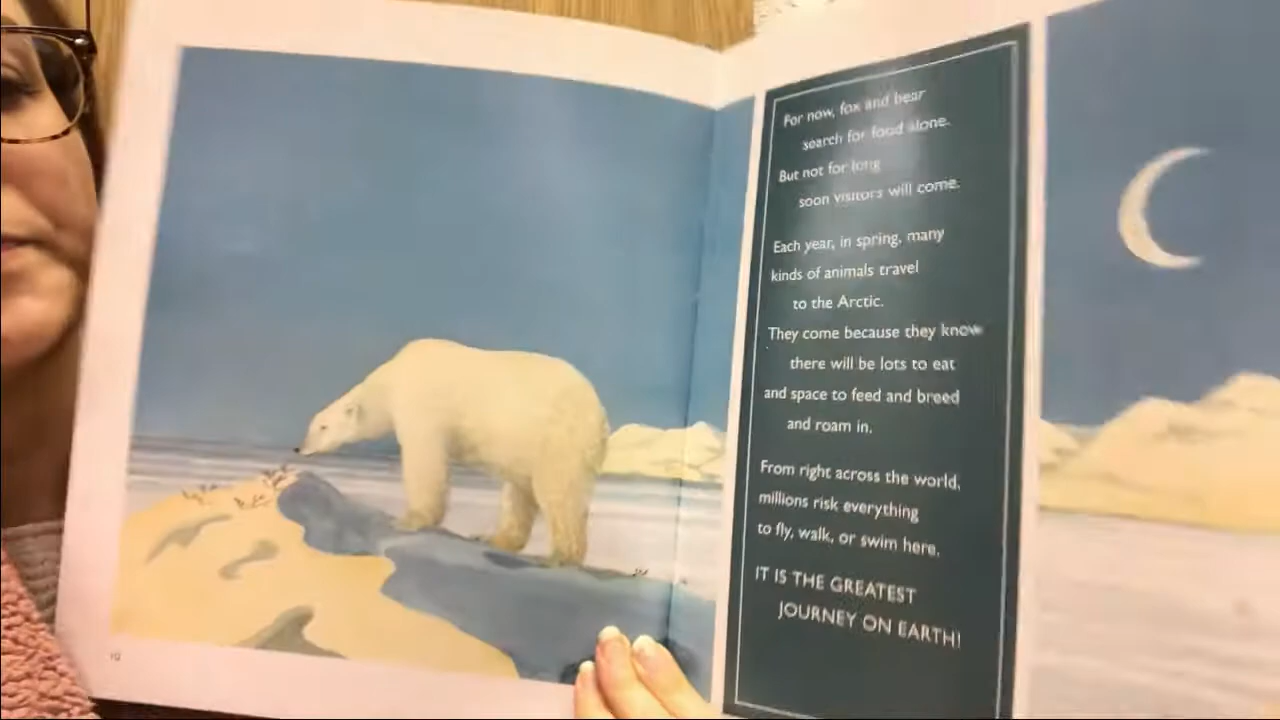 For now, fox and bear
search for food alone.
But not for long
soon visitors will come.
Each year, in spring, many
kinds of animals travel
to the Arctic.
They come because they know
there will be lots to eat
and space to feed and breed
and roam in.
From right across the world,
millions risk everything
to fly, walk, or swim here.
IT IS THE GREATEST
JOURNEY ON EARTH!
10